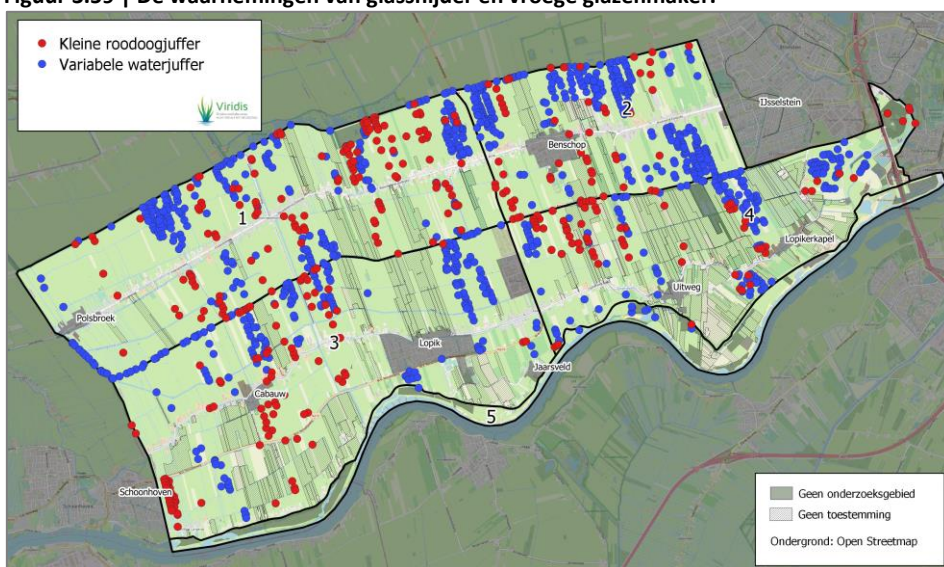 Figuur 3.39 | De waarnemingen van glassnijder en vroege glazenmaker.
Kleine roodoogjuffer
Variabele waterjuffer
Viridis
IJsselstein
2
Benschop
1
4
Lopikerkapel
Uitweg
Polsbroek
3
Lopik
Jaarsveld
Cabauw
5
Schoonhoven
Geen onderzoeksgebied
Geen toestemming
Ondergrond: Open Streetmap